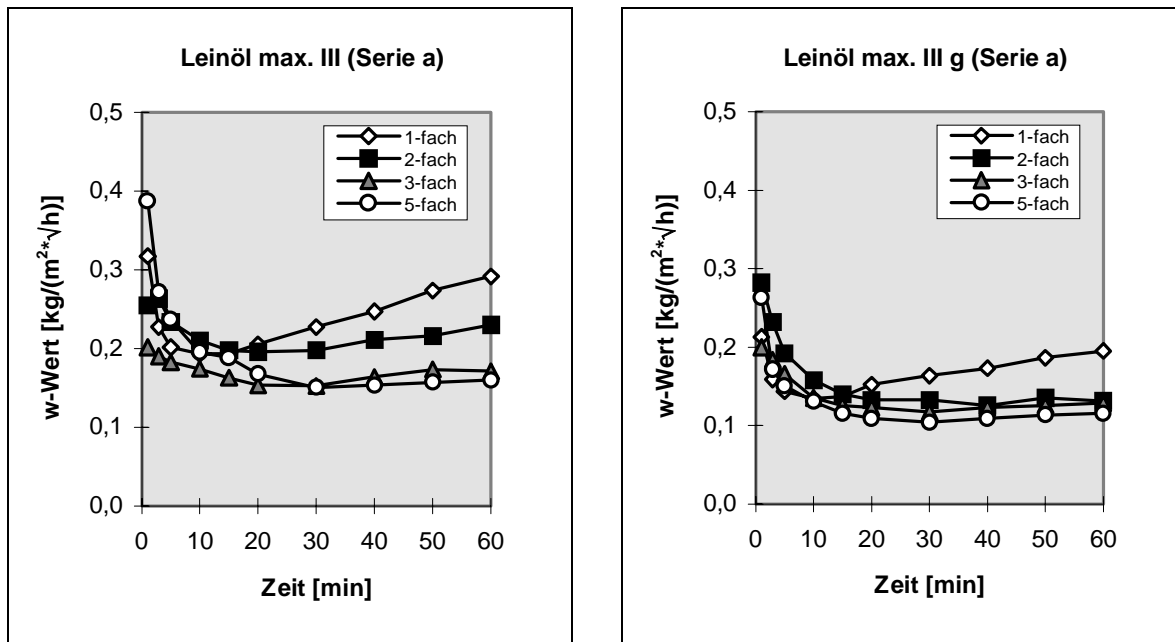 Leinöl max. III (Serie a)
w-Wert [kg/(m²*√h)]
0,5
0,4
0,3
0,2
0,1
0,0
1-fach
2-fach
3-fach
5-fach
0 10 20 30 40 50 60
Zeit [min]
Leinöl max. III g (Serie a)
w-Wert [kg/(m²*√h)]
0,5
0,4
0,3
0,2
0,1
0,0
1-fach
2-fach
3-fach
5-fach
0 10 20 30 40 50 60
Zeit [min]